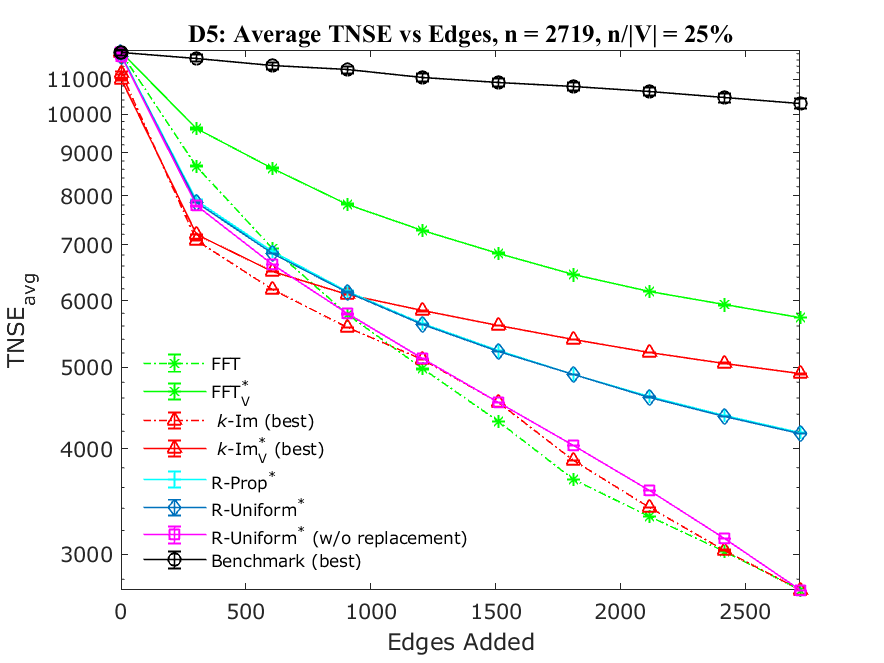 D5: Average TNSE vs Edges, n = 2719, n/|V| = 25%
11000
10000
9000
8000
7000
6000
5000
4000
3000
TNSE_avg
FFT
FFT*_V
k-Im (best)
k-Im*_V (best)
R-Prop*
R-Uniform*
R-Uniform* (w/o replacement)
Benchmark (best)
0 500 1000 1500 2000 2500
Edges Added